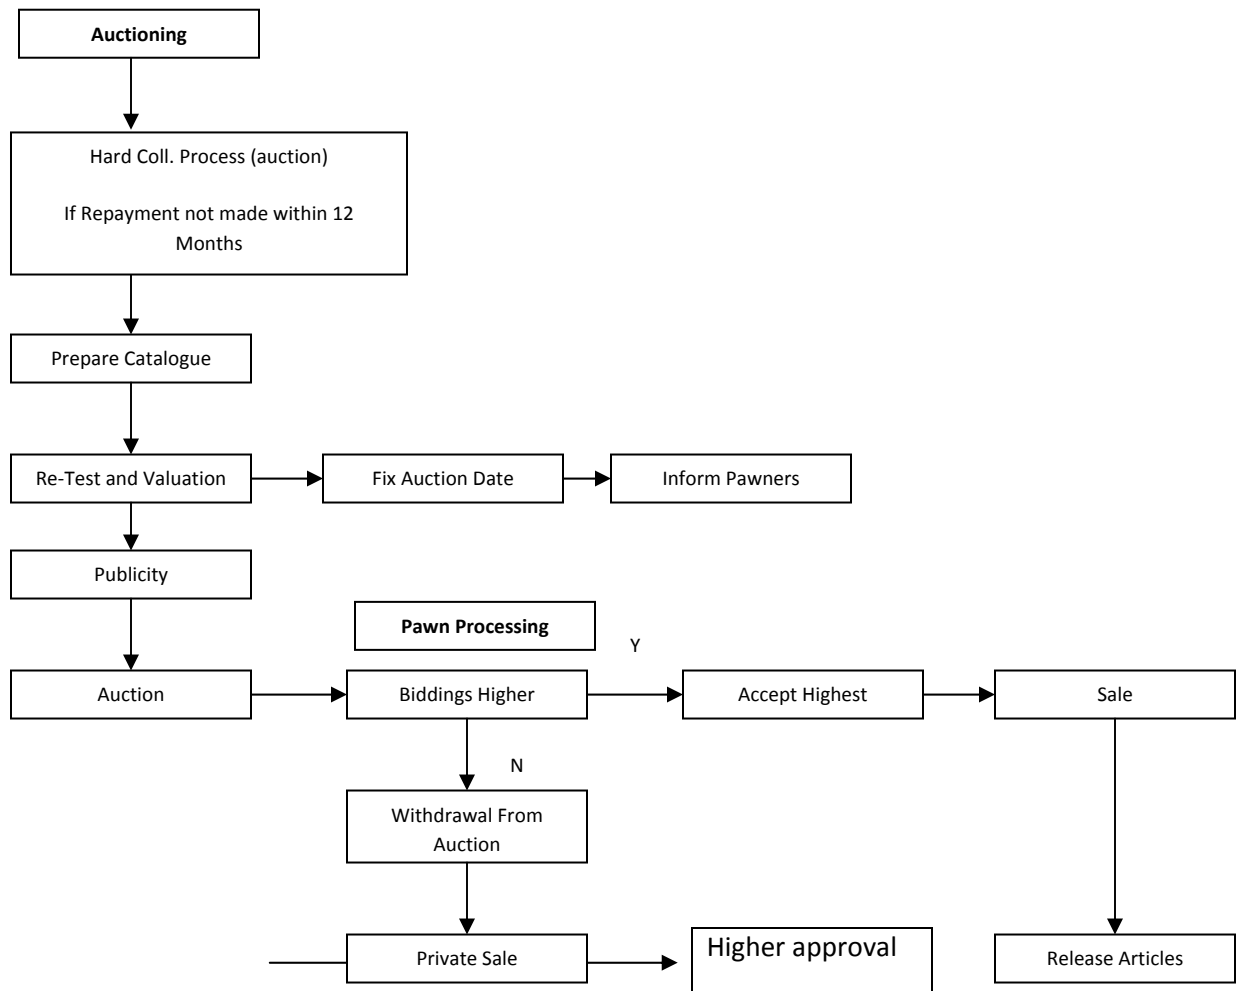 Auctioning
Hard Coll. Process (auction)
If Repayment not made within 12
Months
Prepare Catalogue
Re-Test and Valuation
Fix Auction Date
Inform Pawners
Publicity
Pawn Processing
Y
Auction
Biddings Higher
Accept Highest
Sale
N
Withdrawal From
Auction
Private Sale
Higher approval
Release Articles